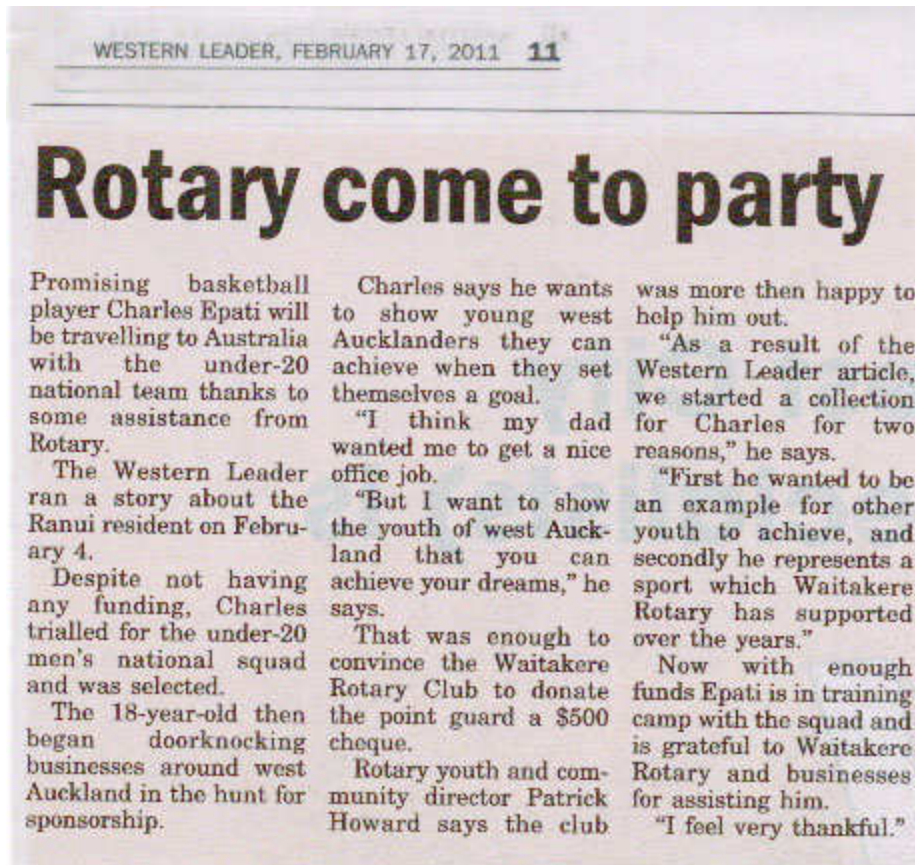 WESTERN LEADER, FEBRUARY 17, 2011 11
Rotary come to party
Promising basketball
player Charles Epati will
be travelling to Australia
with the under-20
national team thanks to
some assistance from
Rotary.
The Western Leader
ran a story about the
Ranui resident on Febru-
ary 4.
Despite not having
any funding, Charles
trialled for the under-20
men's national squad
and was selected.
The 18-year-old then
began doorknocking
businesses around west
Auckland in the hunt for
sponsorship.
Charles says he wants
to show young west
Aucklanders they can
achieve when they set
themselves a goal.
"I think my dad
wanted me to get a nice
office job.
"But I want to show
the youth of west Auck-
land that you can
achieve your dreams," he
says.
That was enough to
convince the Waitakere
Rotary Club to donate
the point guard a $500
cheque.
Rotary youth and com-
munity director Patrick
Howard says the club
was more then happy to
help him out.
"As a result of the
Western Leader article,
we started a collection
for Charles for two
reasons," he says.
"First he wanted to be
an example for other
youth to achieve, and
secondly he represents a
sport which Waitakere
Rotary has supported
over the years."
Now with enough
funds Epati is in training
camp with the squad and
is grateful to Waitakere
Rotary and businesses
for assisting him.
"I feel very thankful."